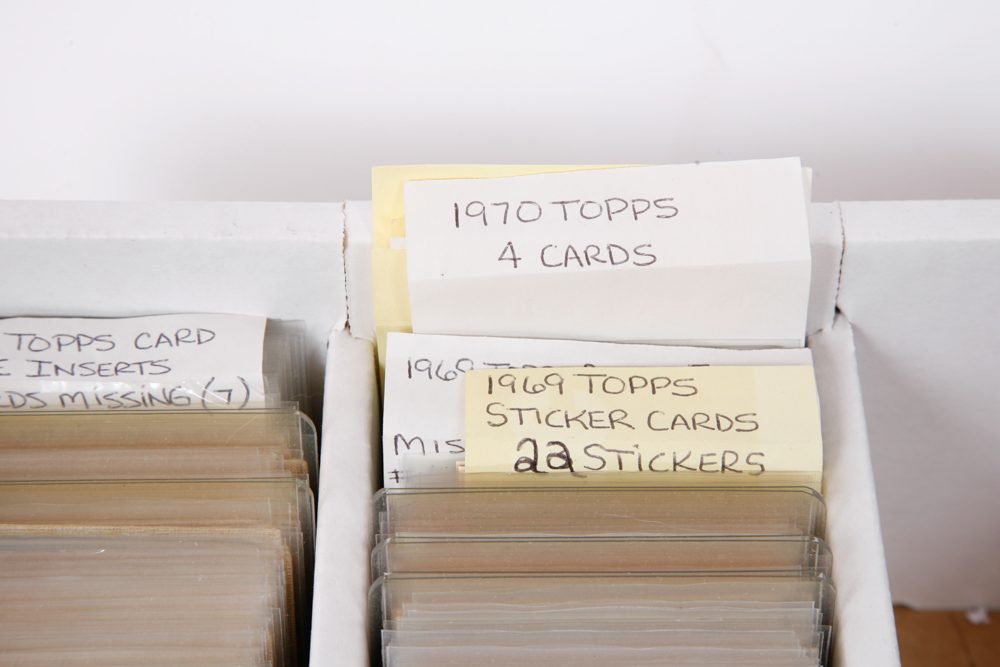 1970 TOPPS
4 CARDS
TOPPS CARD
INSERTS
MISSING (7)
1969
1969 TOPPS
STICKER CARDS
22 STICKERS
MIS